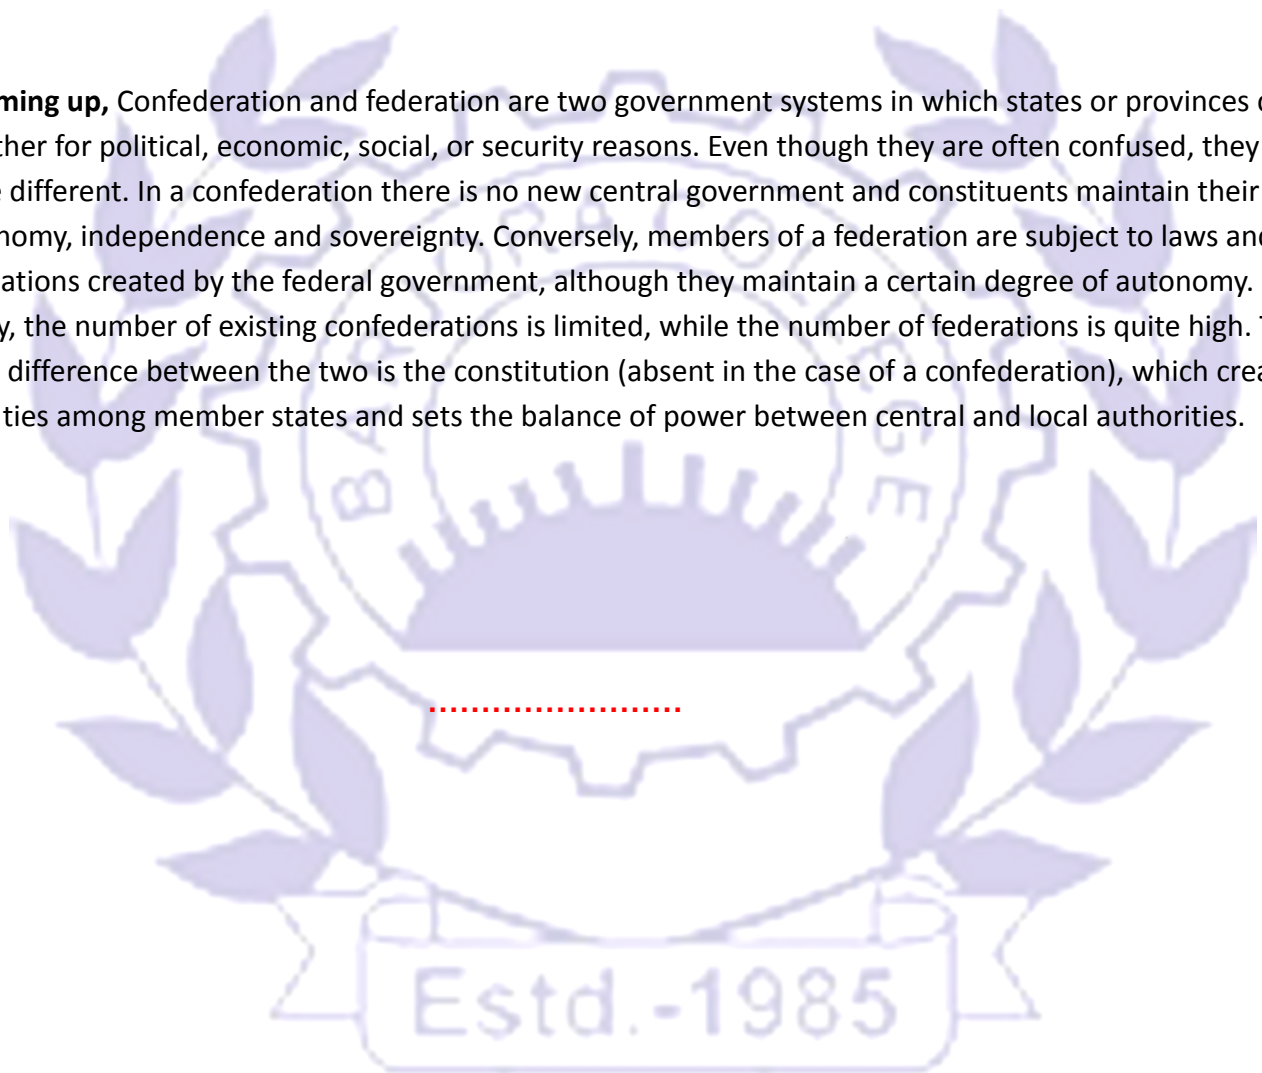 ming up, Confederation and federation are two government systems in which states or provinces
ther for political, economic, social, or security reasons. Even though they are often confused, they
different. In a confederation there is no new central government and constituents maintain their
nomy, independence and sovereignty. Conversely, members of a federation are subject to laws and
ations created by the federal government, although they maintain a certain degree of autonomy.
y, the number of existing confederations is limited, while the number of federations is quite high. T
difference between the two is the constitution (absent in the case of a confederation), which crea
ties among member states and sets the balance of power between central and local authorities.
BARJORA COLLEGE
........................
Estd.-1985